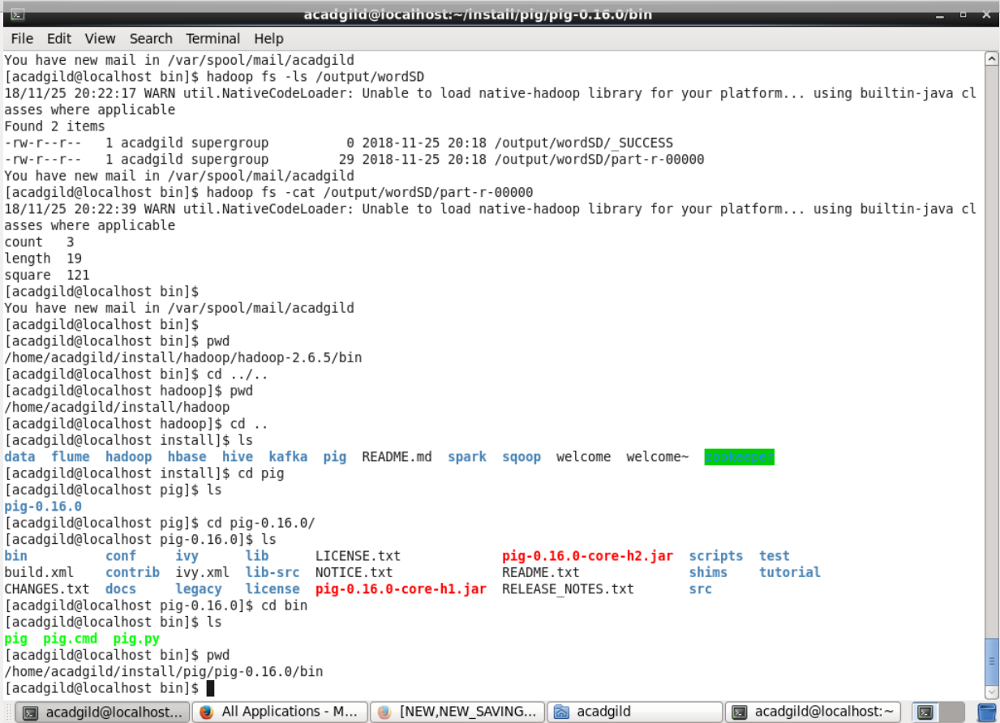 acadgild@localhost:~/install/pig/pig-0.16.0/bin
File Edit View Search Terminal Help
You have new mail in /var/spool/mail/acadgild
[acadgild@localhost bin]$ hadoop fs -ls /output/wordSD
18/11/25 20:22:17 WARN util.NativeCodeLoader: Unable to load native-hadoop library for your platform... using builtin-java cl
asses where applicable
Found 2 items
-rw-r--r--   1 acadgild supergroup          0 2018-11-25 20:18 /output/wordSD/_SUCCESS
-rw-r--r--   1 acadgild supergroup         29 2018-11-25 20:18 /output/wordSD/part-r-00000
You have new mail in /var/spool/mail/acadgild
[acadgild@localhost bin]$ hadoop fs -cat /output/wordSD/part-r-00000
18/11/25 20:22:39 WARN util.NativeCodeLoader: Unable to load native-hadoop library for your platform... using builtin-java cl
asses where applicable
count   3
length  19
square  121
[acadgild@localhost bin]$
You have new mail in /var/spool/mail/acadgild
[acadgild@localhost bin]$
[acadgild@localhost bin]$ pwd
/home/acadgild/install/hadoop/hadoop-2.6.5/bin
[acadgild@localhost bin]$ cd ../..
[acadgild@localhost hadoop]$ pwd
/home/acadgild/install/hadoop
[acadgild@localhost hadoop]$ cd ..
[acadgild@localhost install]$ ls
data  flume  hadoop  hbase  hive  kafka  pig  README.md  spark  sqoop  welcome  welcome~  zookeeper
[acadgild@localhost install]$ cd pig
[acadgild@localhost pig]$ ls
pig-0.16.0
[acadgild@localhost pig]$ cd pig-0.16.0/
[acadgild@localhost pig-0.16.0]$ ls
bin          conf     ivy      lib      LICENSE.txt             pig-0.16.0-core-h2.jar  scripts  test
build.xml    contrib  ivy.xml  lib-src  NOTICE.txt              README.txt              shims    tutorial
CHANGES.txt  docs     legacy   license  pig-0.16.0-core-h1.jar  RELEASE_NOTES.txt       src
[acadgild@localhost pig-0.16.0]$ cd bin
[acadgild@localhost bin]$ ls
pig  pig.cmd  pig.py
[acadgild@localhost bin]$ pwd
/home/acadgild/install/pig/pig-0.16.0/bin
[acadgild@localhost bin]$
acadgild@localhost... All Applications - M... [NEW,NEW_SAVING... acadgild acadgild@localhost:~